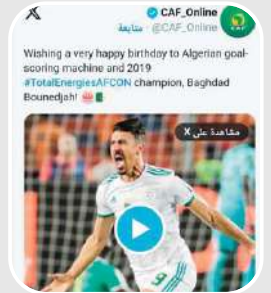 CAF_Online
@CAF_Online · متابعة
Wishing a very happy birthday to Algerian goal-
scoring machine and 2019
#TotalEnergiesAFCON champion, Baghdad
Bounedjah!
مشاهدة على X
9